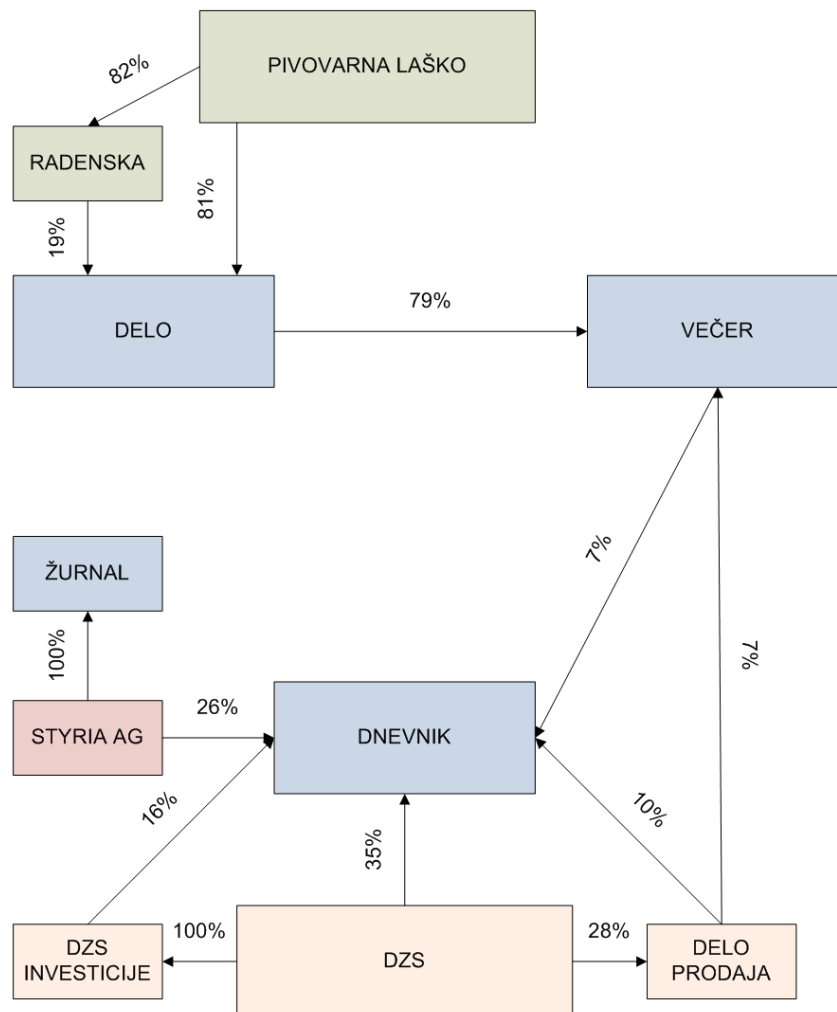 PIVOVARNA LAŠKO
82%
RADENSKA
81%
19%
DELO
79%
VEČER
ŽURNAL
7%
100%
7%
STYRIA AG
26%
DNEVNIK
16%
10%
35%
DZS
INVESTICIJE
100%
DZS
28%
DELO
PRODAJA